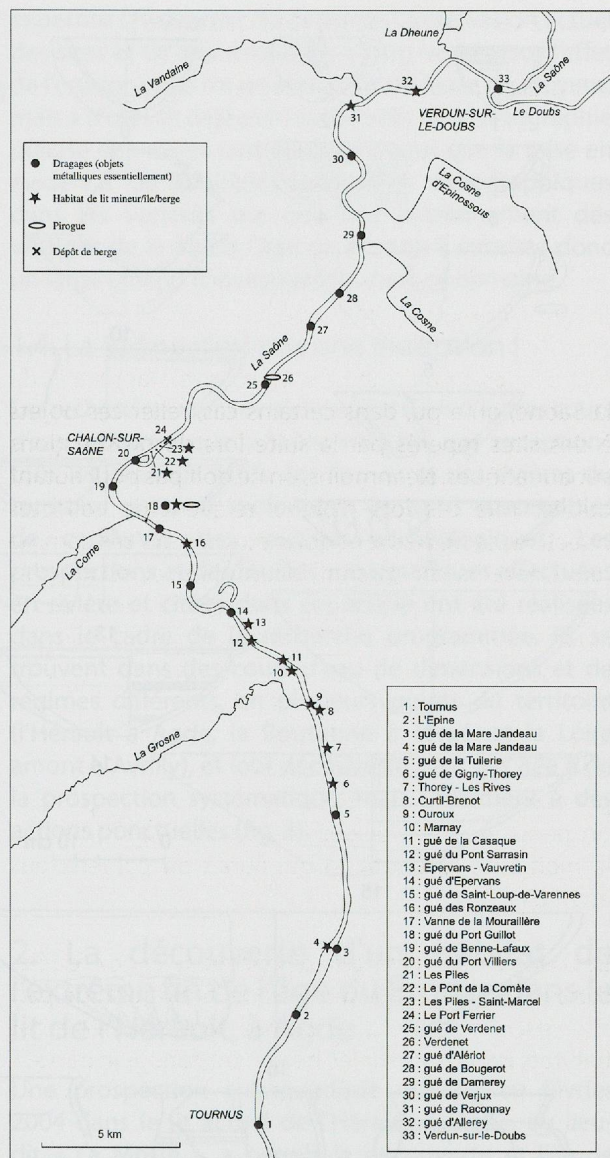 La Dheune
La Vandaine
32
33
La Saône
31
VERDUN-SUR-
LE-DOUBS
Le Doubs
Dragages (objets
métalliques essentiellement)
Habitat de lit mineur/île/berge
Pirogue
Dépôt de berge
30
La Cosne
d'Epinossous
29
28
La Cosne
27
La Saône
25
26
CHALON-SUR-
SAÔNE
24
23
20
22
21
19
18
17
16
La Corne
15
14
13
12
11
10
9
8
La Grosne
7
6
5
4
3
2
TOURNUS
1
5 km
1 : Tournus
2 : L'Epine
3 : gué de la Mare Jandeau
4 : gué de la Mare Jandeau
5 : gué de la Tuilerie
6 : gué de Gigny-Thorey
7 : Thorey - Les Rives
8 : Curtil-Brenot
9 : Ouroux
10 : Marnay
11 : gué de la Casaque
12 : gué du Pont Sarrasin
13 : Epervans - Vauvretin
14 : gué d'Epervans
15 : gué de Saint-Loup-de-Varennes
16 : gué des Ronzeaux
17 : Vanne de la Mouraillère
18 : gué du Port Guillot
19 : gué de Benne-Lafaux
20 : gué du Port Villiers
21 : Les Piles
22 : Le Pont de la Comète
23 : Les Piles - Saint-Marcel
24 : Le Port Ferrier
25 : gué de Verdenet
26 : Verdenet
27 : gué d'Alériot
28 : gué de Bougerot
29 : gué de Damerey
30 : gué de Verjux
31 : gué de Raconnay
32 : gué d'Allerey
33 : Verdun-sur-le-Doubs